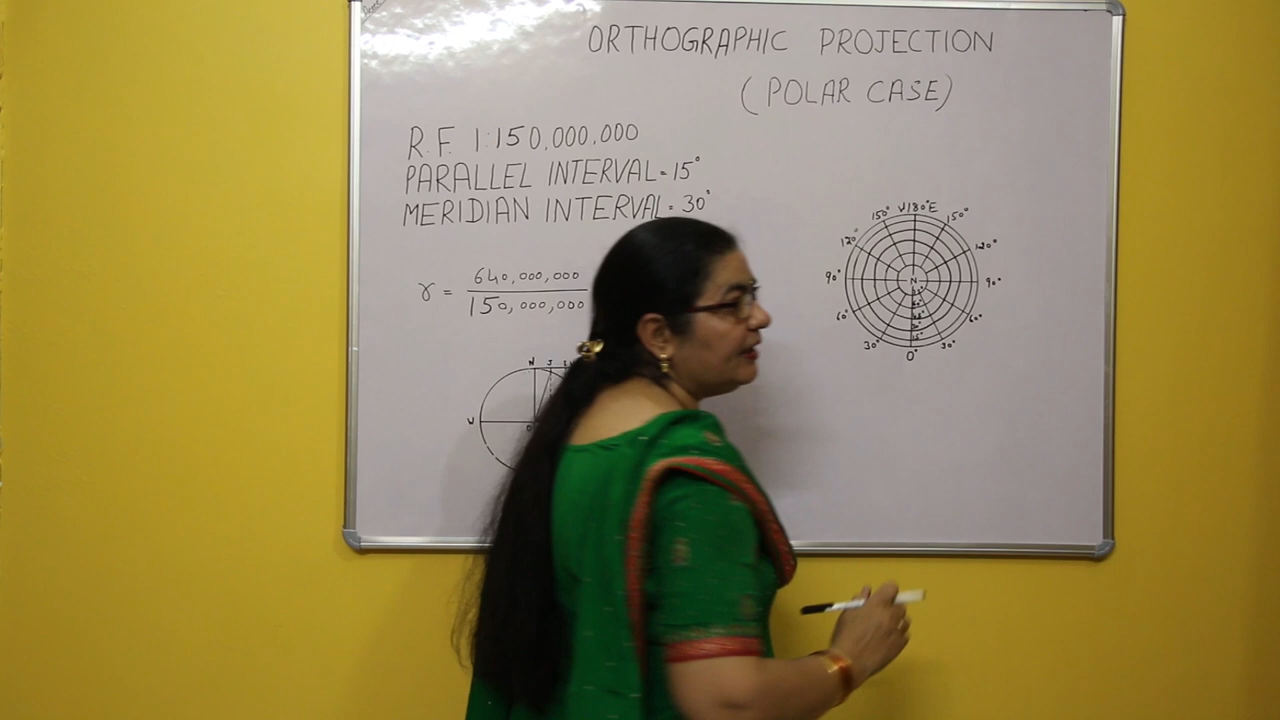 ORTHOGRAPHIC PROJECTION
(POLAR CASE)
R.F. 1:150,000,000
PARALLEL INTERVAL = 15°
MERIDIAN INTERVAL = 30°
r = 640,000,000
150,000,000
N J
W
150° W180°E 150°
120° 120°
90° N 90°
60° 60°
30° 30°
0°